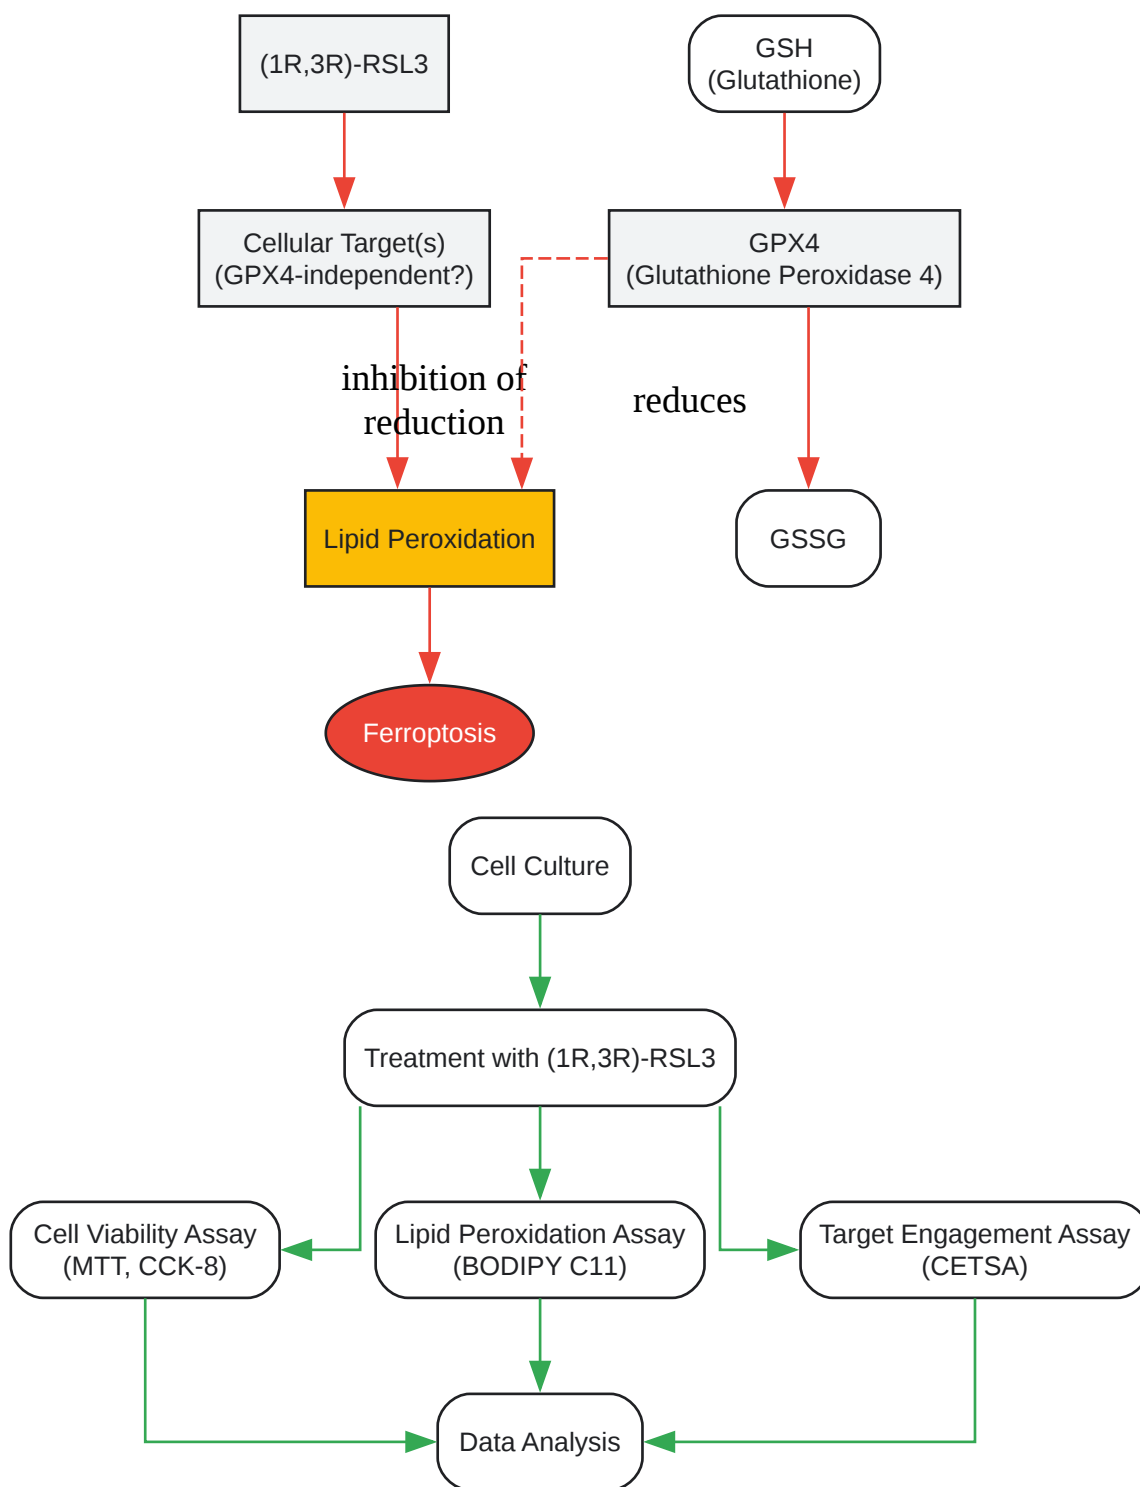 (1R,3R)-RSL3
GSH
(Glutathione)
Cellular Target(s)
(GPX4-independent?)
GPX4
(Glutathione Peroxidase 4)
inhibition of
reduction
reduces
Lipid Peroxidation
GSSG
Ferroptosis
Cell Culture
Treatment with (1R,3R)-RSL3
Cell Viability Assay
(MTT, CCK-8)
Lipid Peroxidation Assay
(BODIPY C11)
Target Engagement Assay
(CETSA)
Data Analysis